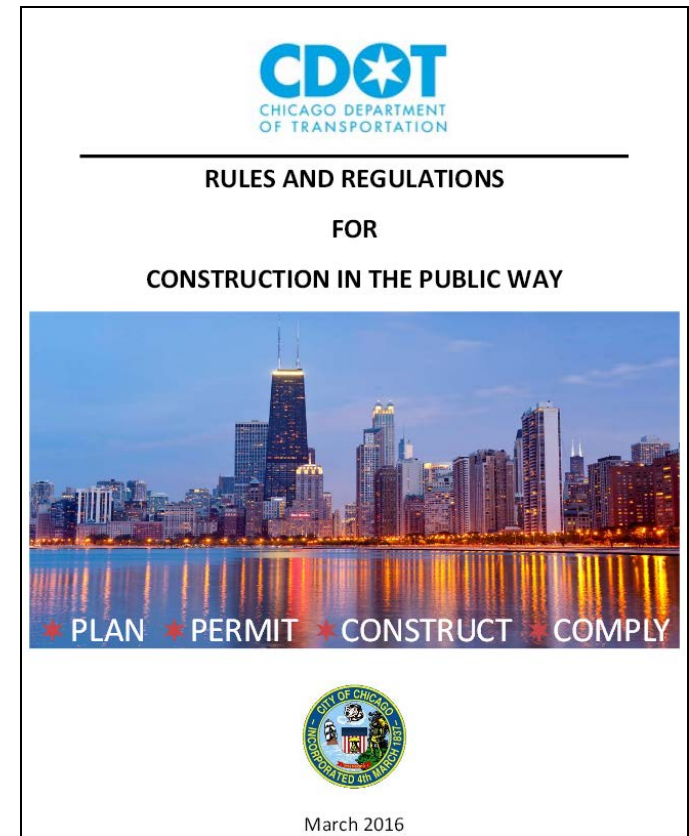 CDOT
CHICAGO DEPARTMENT
OF TRANSPORTATION
RULES AND REGULATIONS
FOR
CONSTRUCTION IN THE PUBLIC WAY
PLAN PERMIT CONSTRUCT COMPLY
CITY OF CHICAGO
INCORPORATED 4th MARCH 1837
March 2016